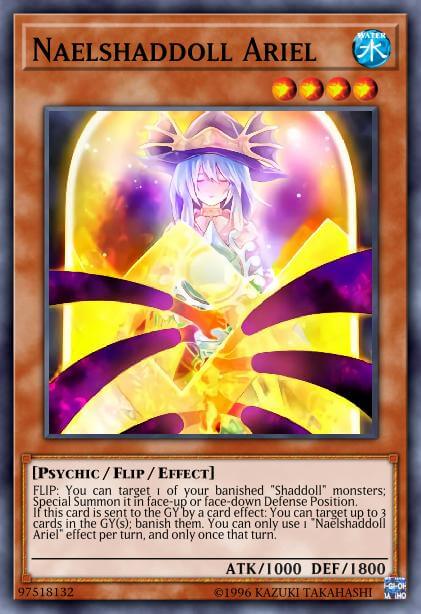 NAELSHADDOLL ARIEL
WATER
水
[PSYCHIC / FLIP / EFFECT]
FLIP: You can target 1 of your banished "Shaddoll" monsters;
Special Summon it in face-up or face-down Defense Position.
If this card is sent to the GY by a card effect: You can target up to 3
cards in the GY(s); banish them. You can only use 1 "Naelshaddoll
Ariel" effect per turn, and only once that turn.
ATK/1000 DEF/1800
97518132
©1996 KAZUKI TAKAHASHI